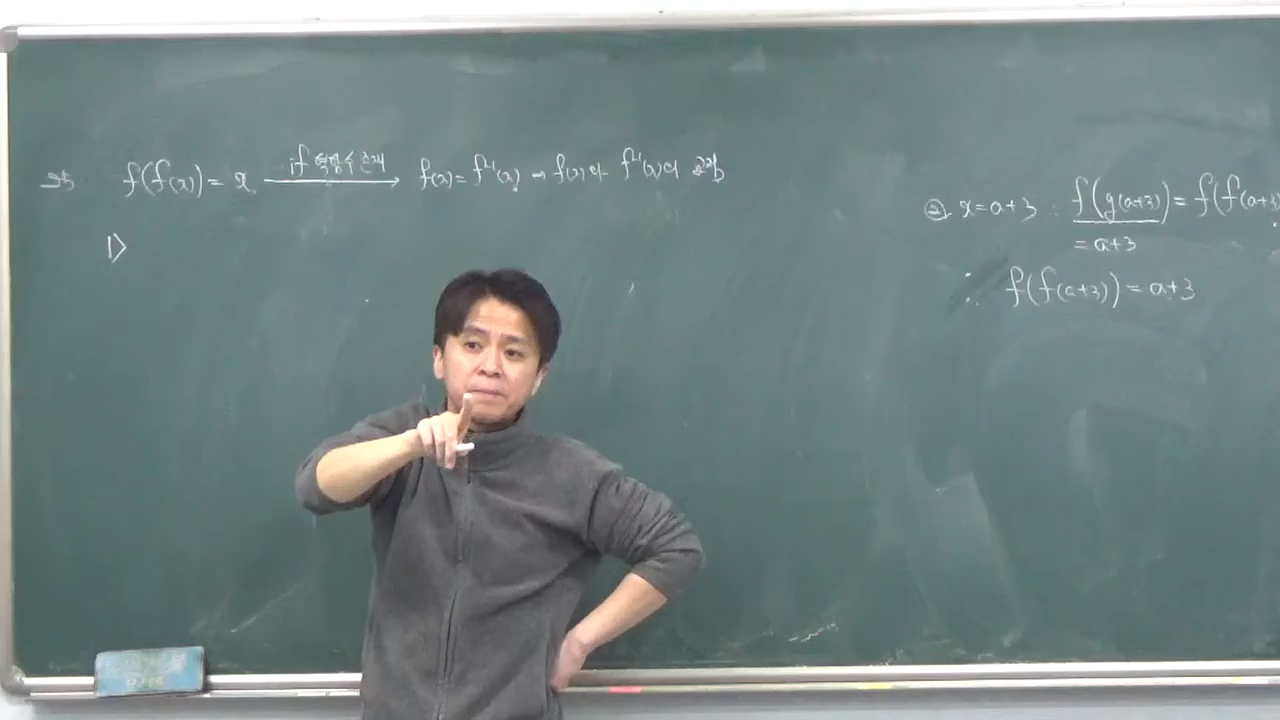 f(f(x)) = x if 역함수 존재 → f(x) = f⁻¹(x) → f(x)와 f⁻¹(x)의 교점
1>
② x = a+3 : f(g(a+3)) = f(f(a+3
= a+3
∴ f(f(a+3)) = a+3